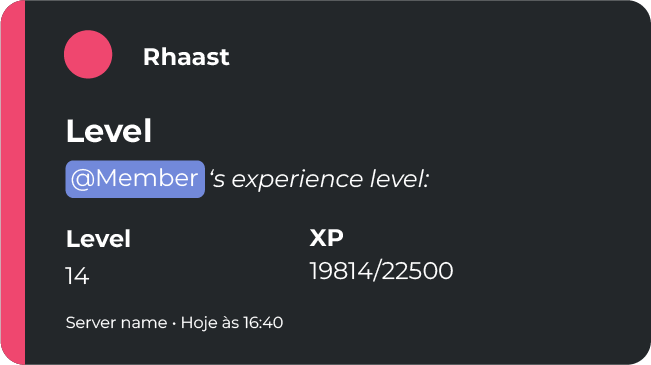 Rhaast
Level
@Member ‘s experience level:
Level XP
14 19814/22500
Server name • Hoje às 16:40